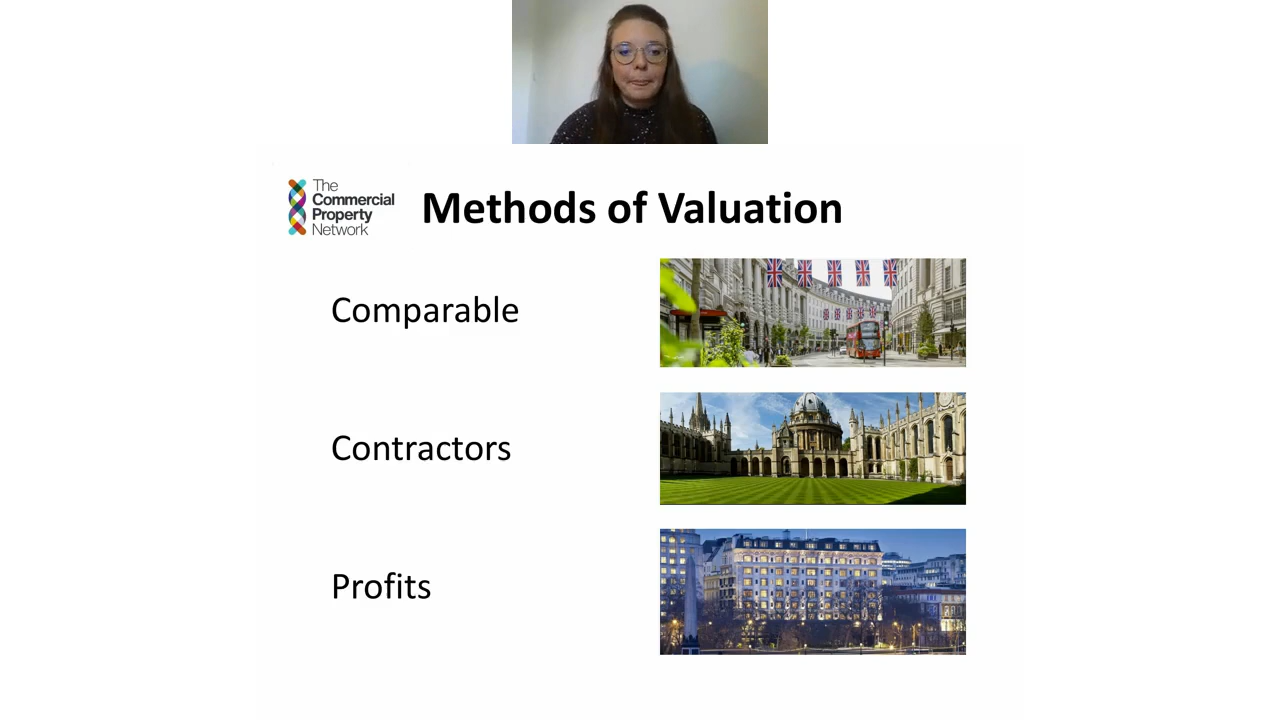 The
Commercial
Property
Network
Methods of Valuation
Comparable
Contractors
Profits